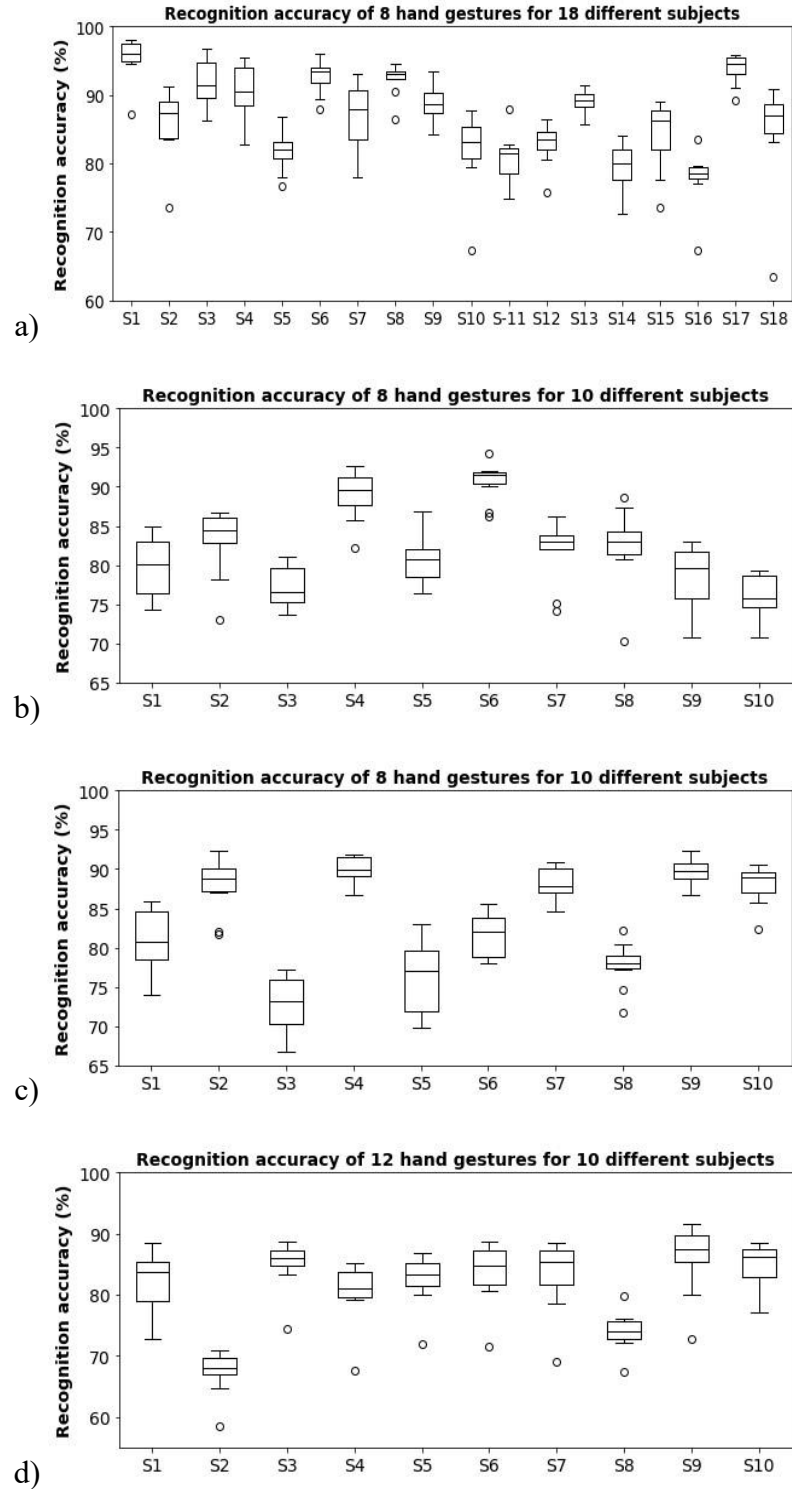 Recognition accuracy of 8 hand gestures for 18 different subjects
Recognition accuracy (%)
100
90
80
70
60
S1 S2 S3 S4 S5 S6 S7 S8 S9 S10 S-11 S12 S13 S14 S15 S16 S17 S18
a)
Recognition accuracy of 8 hand gestures for 10 different subjects
Recognition accuracy (%)
100
95
90
85
80
75
70
65
S1 S2 S3 S4 S5 S6 S7 S8 S9 S10
b)
Recognition accuracy of 8 hand gestures for 10 different subjects
Recognition accuracy (%)
100
95
90
85
80
75
70
65
S1 S2 S3 S4 S5 S6 S7 S8 S9 S10
c)
Recognition accuracy of 12 hand gestures for 10 different subjects
Recognition accuracy (%)
100
90
80
70
60
S1 S2 S3 S4 S5 S6 S7 S8 S9 S10
d)